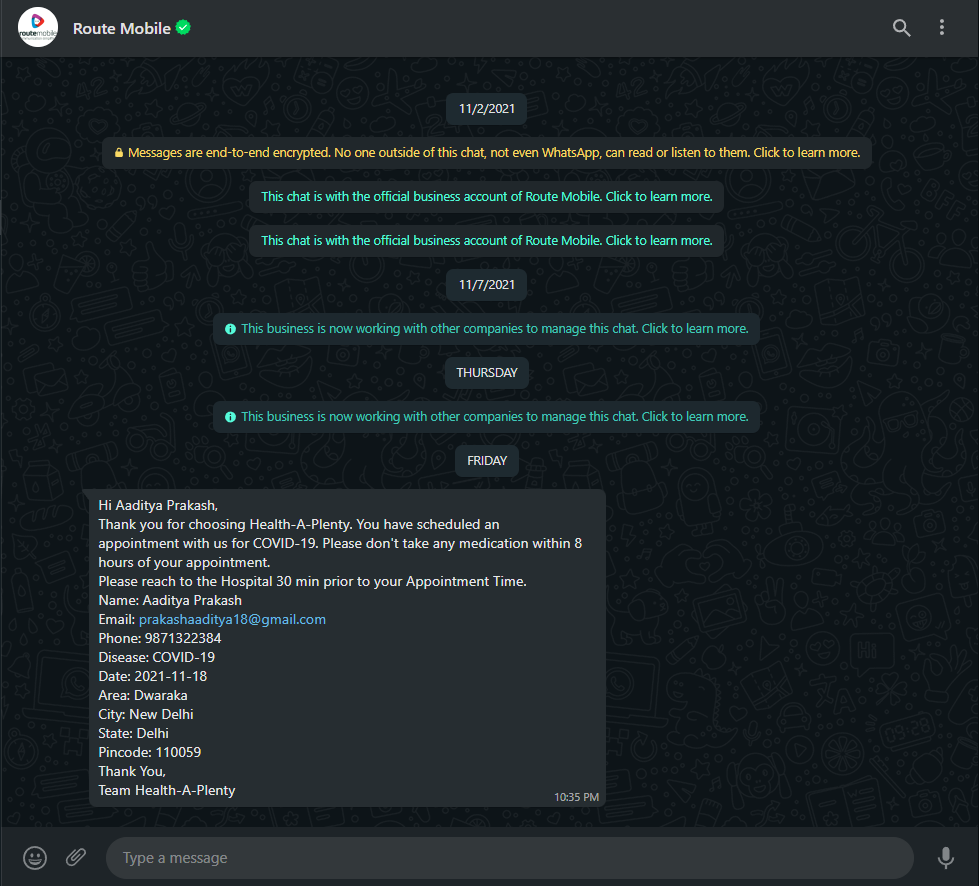 Route Mobile
routemobile
11/2/2021
Messages are end-to-end encrypted. No one outside of this chat, not even WhatsApp, can read or listen to them. Click to learn more.
This chat is with the official business account of Route Mobile. Click to learn more.
This chat is with the official business account of Route Mobile. Click to learn more.
11/7/2021
This business is now working with other companies to manage this chat. Click to learn more.
THURSDAY
This business is now working with other companies to manage this chat. Click to learn more.
FRIDAY
Hi Aaditya Prakash,
Thank you for choosing Health-A-Plenty. You have scheduled an
appointment with us for COVID-19. Please don't take any medication within 8
hours of your appointment.
Please reach to the Hospital 30 min prior to your Appointment Time.
Name: Aaditya Prakash
Email: prakashaaditya18@gmail.com
Phone: 9871322384
Disease: COVID-19
Date: 2021-11-18
Area: Dwaraka
City: New Delhi
State: Delhi
Pincode: 110059
Thank You,
Team Health-A-Plenty
10:35 PM
Type a message